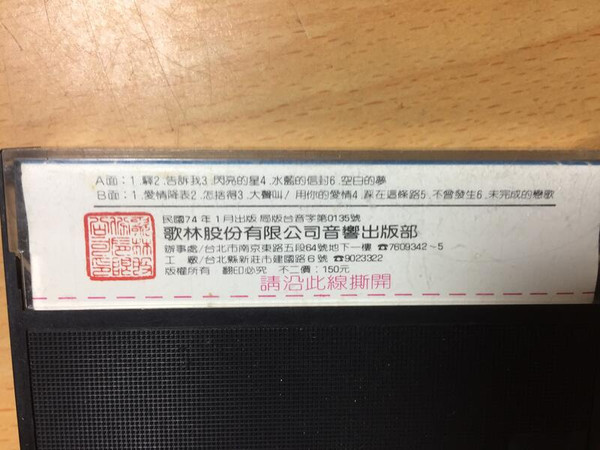 A面：1.驛2.告訴我3.閃亮的星4.水藍的信封6.空白的夢
B面：1.愛情降表2.怎捨得3.大聲叫/用你的愛情4.踩在這條路5.不曾發生6.未完成的戀歌
民國74年1月出版 局版台音字第0135號
歌林股份有限公司音響出版部
辦事處/台北市南京東路五段64號地下一樓 ☎7609342~5
工 廠/台北縣新莊市建國路6號 ☎9023322
版權所有 翻印必究 不二價：150元
請沿此線撕開